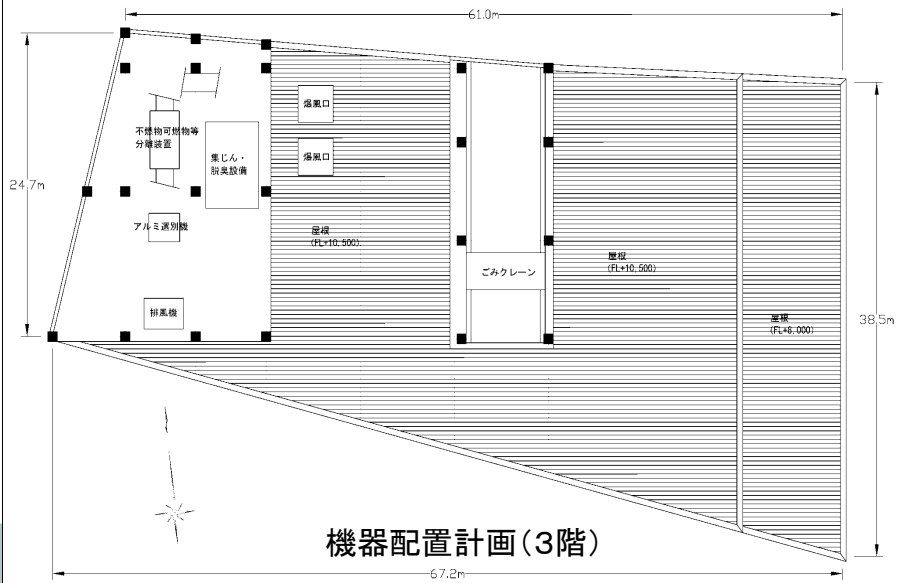 61.0m
24.7m
爆風口
不燃物可燃物等
分離装置
集じん・
脱臭設備
爆風口
アルミ選別機
屋根
(FL+10,500)
屋根
(FL+10,500)
ごみクレーン
排風機
屋根
(FL+8,000)
38.5m
機器配置計画(3階)
67.2m